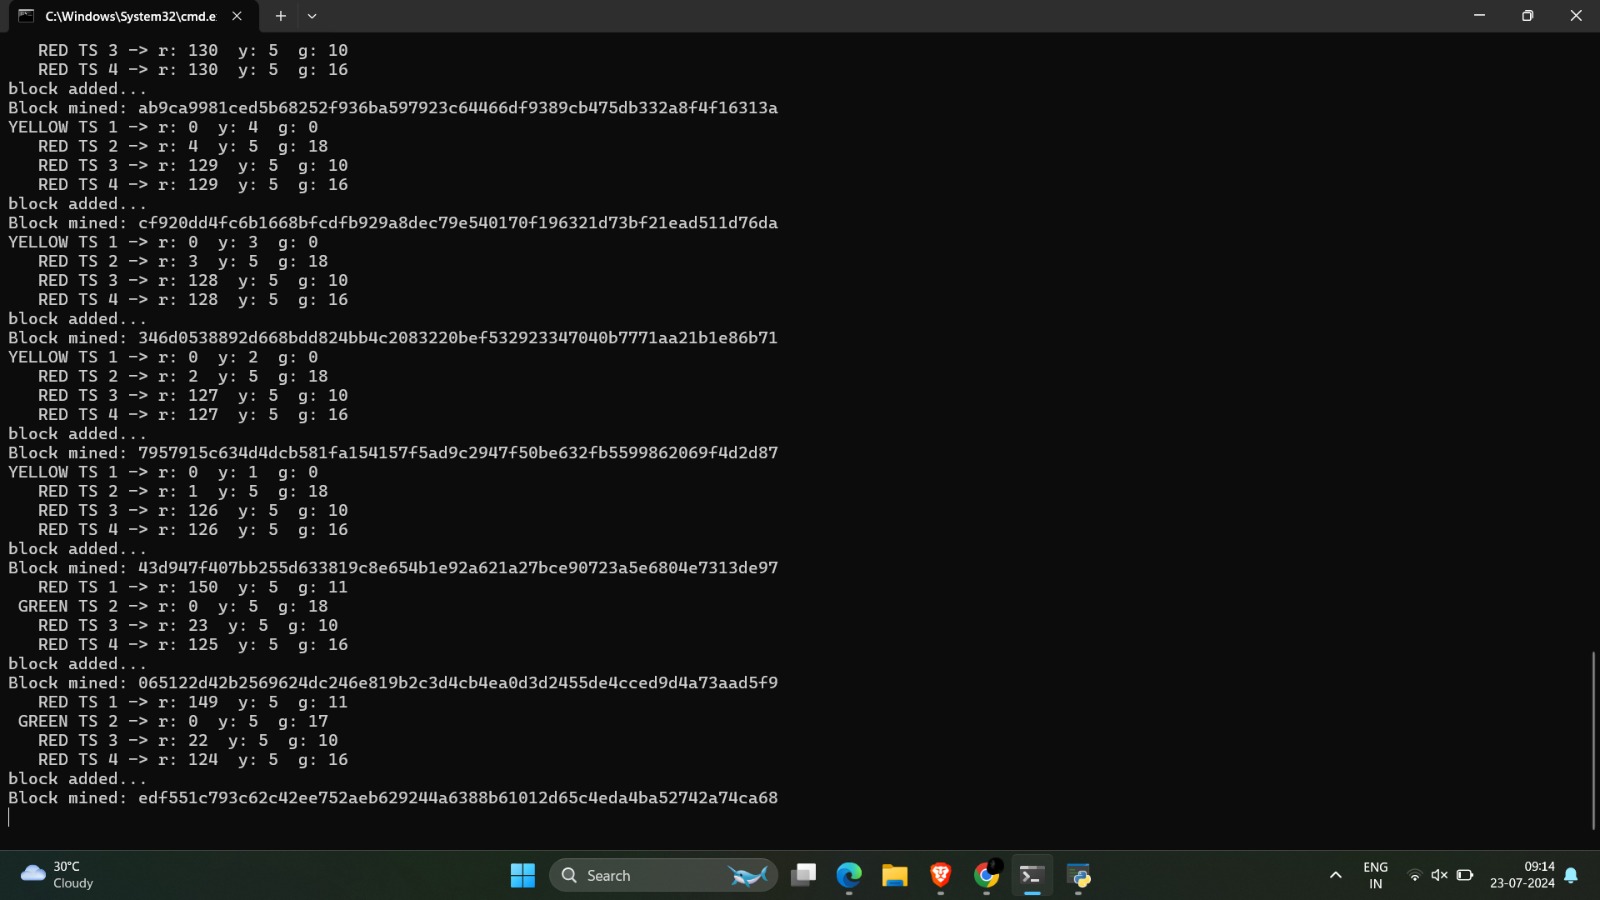 C:\Windows\System32\cmd.e
RED TS 3 -> r: 130 y: 5 g: 10
RED TS 4 -> r: 130 y: 5 g: 16
block added...
Block mined: ab9ca9981ced5b68252f936ba597923c64466df9389cb475db332a8f4f16313a
YELLOW TS 1 -> r: 0 y: 4 g: 0
RED TS 2 -> r: 4 y: 5 g: 18
RED TS 3 -> r: 129 y: 5 g: 10
RED TS 4 -> r: 129 y: 5 g: 16
block added...
Block mined: cf920dd4fc6b1668bfcdfb929a8dec79e540170f196321d73bf21ead511d76da
YELLOW TS 1 -> r: 0 y: 3 g: 0
RED TS 2 -> r: 3 y: 5 g: 18
RED TS 3 -> r: 128 y: 5 g: 10
RED TS 4 -> r: 128 y: 5 g: 16
block added...
Block mined: 346d0538892d668bdd824bb4c2083220bef532923347040b7771aa21b1e86b71
YELLOW TS 1 -> r: 0 y: 2 g: 0
RED TS 2 -> r: 2 y: 5 g: 18
RED TS 3 -> r: 127 y: 5 g: 10
RED TS 4 -> r: 127 y: 5 g: 16
block added...
Block mined: 7957915c634d4dcb581fa154157f5ad9c2947f50be632fb5599862069f4d2d87
YELLOW TS 1 -> r: 0 y: 1 g: 0
RED TS 2 -> r: 1 y: 5 g: 18
RED TS 3 -> r: 126 y: 5 g: 10
RED TS 4 -> r: 126 y: 5 g: 16
block added...
Block mined: 43d947f407bb255d633819c8e654b1e92a621a27bce90723a5e6804e7313de97
RED TS 1 -> r: 150 y: 5 g: 11
GREEN TS 2 -> r: 0 y: 5 g: 18
RED TS 3 -> r: 23 y: 5 g: 10
RED TS 4 -> r: 125 y: 5 g: 16
block added...
Block mined: 065122d42b2569624dc246e819b2c3d4cb4ea0d3d2455de4cced9d4a73aad5f9
RED TS 1 -> r: 149 y: 5 g: 11
GREEN TS 2 -> r: 0 y: 5 g: 17
RED TS 3 -> r: 22 y: 5 g: 10
RED TS 4 -> r: 124 y: 5 g: 16
block added...
Block mined: edf551c793c62c42ee752aeb629244a6388b61012d65c4eda4ba52742a74ca68
30°C
Cloudy
Search
ENG
IN
09:14
23-07-2024